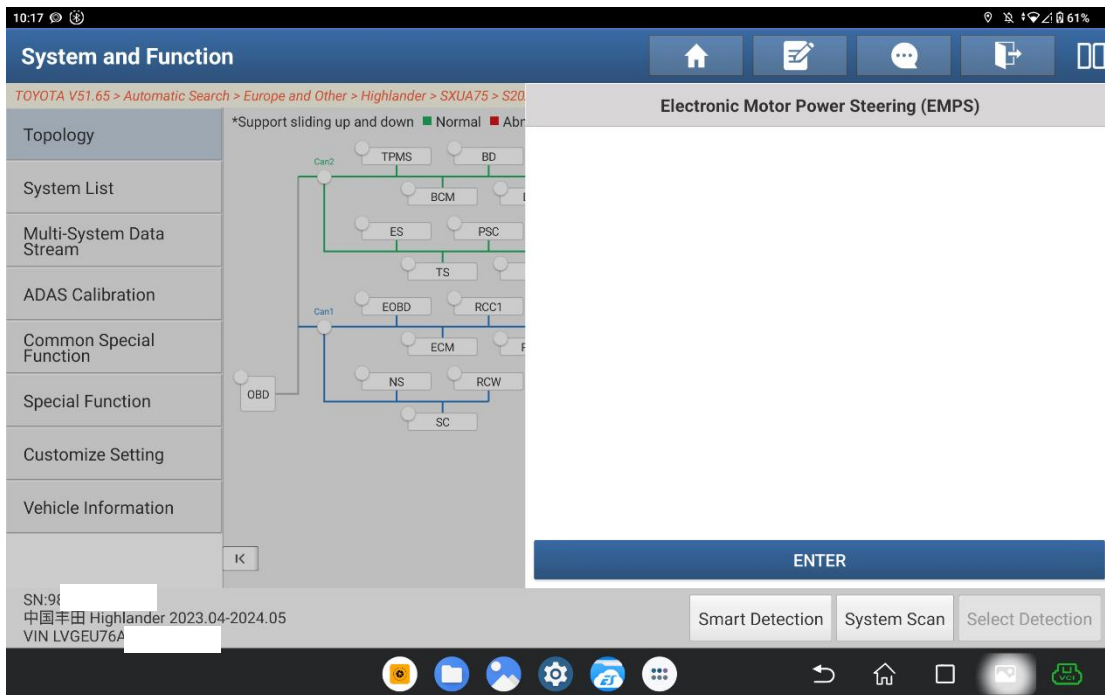 10:17
61%
System and Function
TOYOTA V51.65 > Automatic Search > Europe and Other > Highlander > SXUA75 > S20
Electronic Motor Power Steering (EMPS)
Topology
System List
Multi-System Data
Stream
ADAS Calibration
Common Special
Function
Special Function
Customize Setting
Vehicle Information
*Support sliding up and down Normal Abr
Can2
TPMS
BD
BCM
ES
PSC
TS
Can1
EOBD
RCC1
ECM
NS
RCW
OBD
SC
ENTER
SN:98
中国丰田 Highlander 2023.04-2024.05
VIN LVGEU76A
Smart Detection
System Scan
Select Detection
VCI